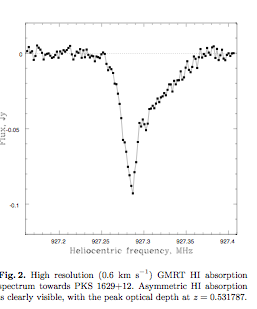 0
-0.05
-0.1
Flux, Jy
927.2 927.25 927.3 927.35 927.4
Heliocentric frequency, MHz
Fig. 2. High resolution (0.6 km s⁻¹) GMRT HI absorption
spectrum towards PKS 1629+12. Asymmetric HI absorption
is clearly visible, with the peak optical depth at z = 0.531787.